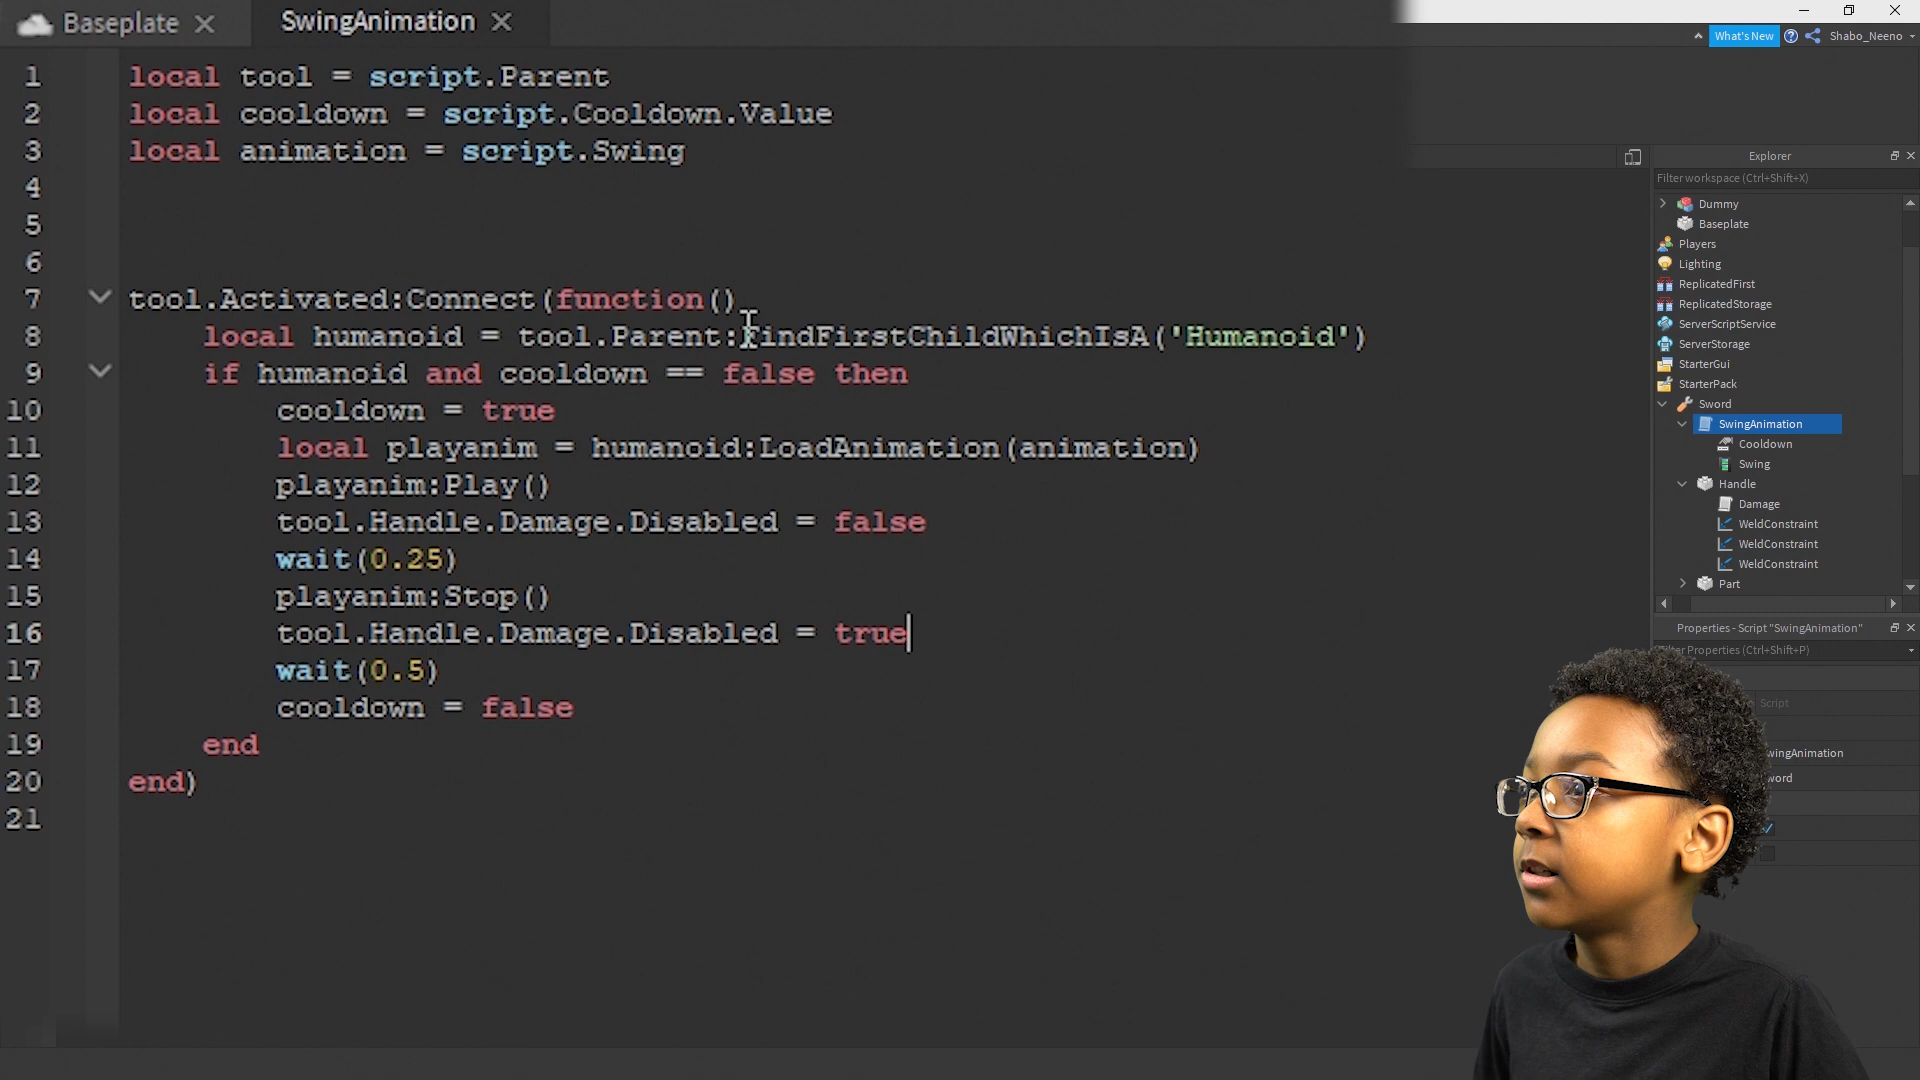 Baseplate
SwingAnimation
What's New
Shabo_Neeno
1 local tool = script.Parent
2 local cooldown = script.Cooldown.Value
3 local animation = script.Swing
4
5
6
7 tool.Activated:Connect(function()
8 local humanoid = tool.Parent:FindFirstChildWhichIsA('Humanoid')
9 if humanoid and cooldown == false then
10 cooldown = true
11 local playanim = humanoid:LoadAnimation(animation)
12 playanim:Play()
13 tool.Handle.Damage.Disabled = false
14 wait(0.25)
15 playanim:Stop()
16 tool.Handle.Damage.Disabled = true
17 wait(0.5)
18 cooldown = false
19 end
20 end)
21
Explorer
Filter workspace (Ctrl+Shift+X)
Dummy
Baseplate
Players
Lighting
ReplicatedFirst
ReplicatedStorage
ServerScriptService
ServerStorage
StarterGui
StarterPack
Sword
SwingAnimation
Cooldown
Swing
Handle
Damage
WeldConstraint
WeldConstraint
WeldConstraint
Part
Properties - Script "SwingAnimation"
Properties (Ctrl+Shift+P)
Script